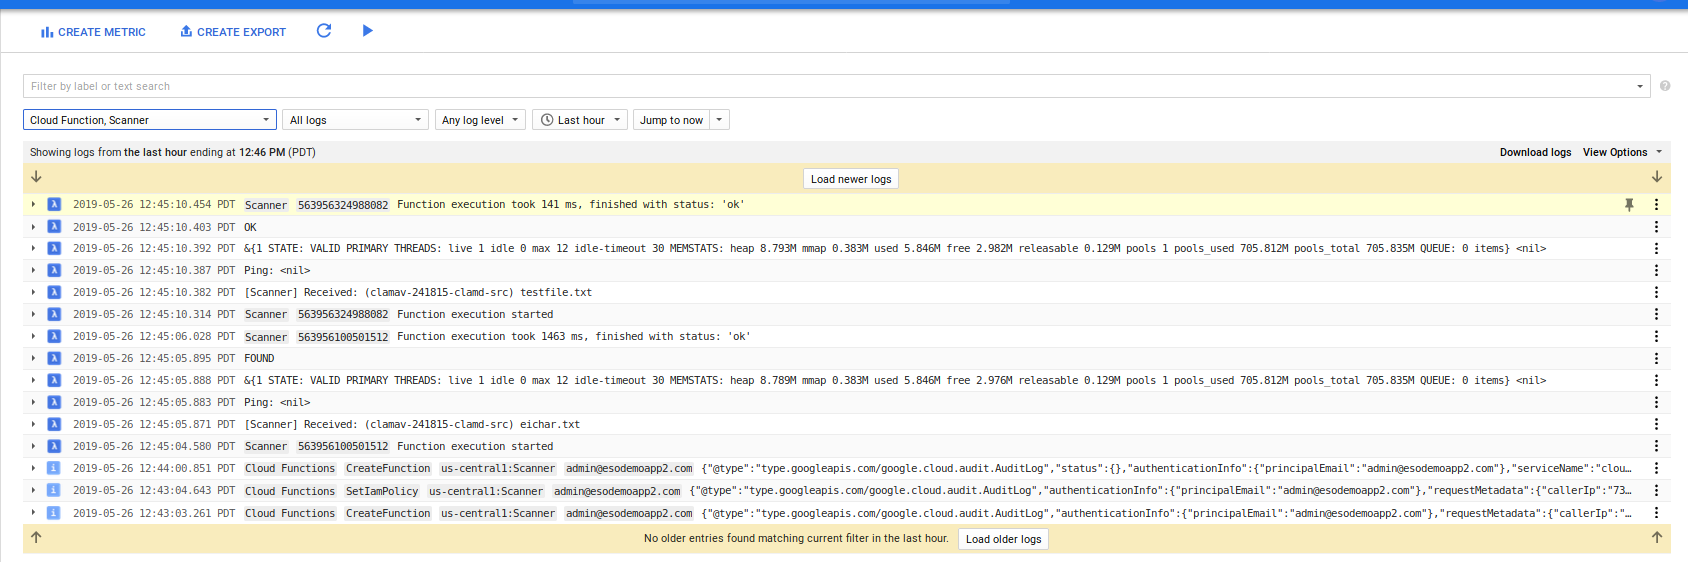 CREATE METRIC CREATE EXPORT
Filter by label or text search
Cloud Function, Scanner All logs Any log level Last hour Jump to now
Showing logs from the last hour ending at 12:46 PM (PDT) Download logs View Options
Load newer logs
2019-05-26 12:45:10.454 PDT Scanner 563956324988082 Function execution took 141 ms, finished with status: 'ok'
2019-05-26 12:45:10.403 PDT OK
2019-05-26 12:45:10.392 PDT &{1 STATE: VALID PRIMARY THREADS: live 1 idle 0 max 12 idle-timeout 30 MEMSTATS: heap 8.793M mmap 0.383M used 5.846M free 2.982M releasable 0.129M pools 1 pools_used 705.812M pools_total 705.835M QUEUE: 0 items} <nil>
2019-05-26 12:45:10.387 PDT Ping: <nil>
2019-05-26 12:45:10.382 PDT [Scanner] Received: (clamav-241815-clamd-src) testfile.txt
2019-05-26 12:45:10.314 PDT Scanner 563956324988082 Function execution started
2019-05-26 12:45:06.028 PDT Scanner 563956100501512 Function execution took 1463 ms, finished with status: 'ok'
2019-05-26 12:45:05.895 PDT FOUND
2019-05-26 12:45:05.888 PDT &{1 STATE: VALID PRIMARY THREADS: live 1 idle 0 max 12 idle-timeout 30 MEMSTATS: heap 8.789M mmap 0.383M used 5.846M free 2.976M releasable 0.129M pools 1 pools_used 705.812M pools_total 705.835M QUEUE: 0 items} <nil>
2019-05-26 12:45:05.883 PDT Ping: <nil>
2019-05-26 12:45:05.871 PDT [Scanner] Received: (clamav-241815-clamd-src) eichar.txt
2019-05-26 12:45:04.580 PDT Scanner 563956100501512 Function execution started
2019-05-26 12:44:00.851 PDT Cloud Functions CreateFunction us-central1:Scanner admin@esodemoapp2.com {"@type":"type.googleapis.com/google.cloud.audit.AuditLog","status":{},"authenticationInfo":{"principalEmail":"admin@esodemoapp2.com"},"serviceName":"clou…
2019-05-26 12:43:04.643 PDT Cloud Functions SetIamPolicy us-central1:Scanner admin@esodemoapp2.com {"@type":"type.googleapis.com/google.cloud.audit.AuditLog","authenticationInfo":{"principalEmail":"admin@esodemoapp2.com"},"requestMetadata":{"callerIp":"73…
2019-05-26 12:43:03.261 PDT Cloud Functions CreateFunction us-central1:Scanner admin@esodemoapp2.com {"@type":"type.googleapis.com/google.cloud.audit.AuditLog","authenticationInfo":{"principalEmail":"admin@esodemoapp2.com"},"requestMetadata":{"callerIp":"…
No older entries found matching current filter in the last hour. Load older logs